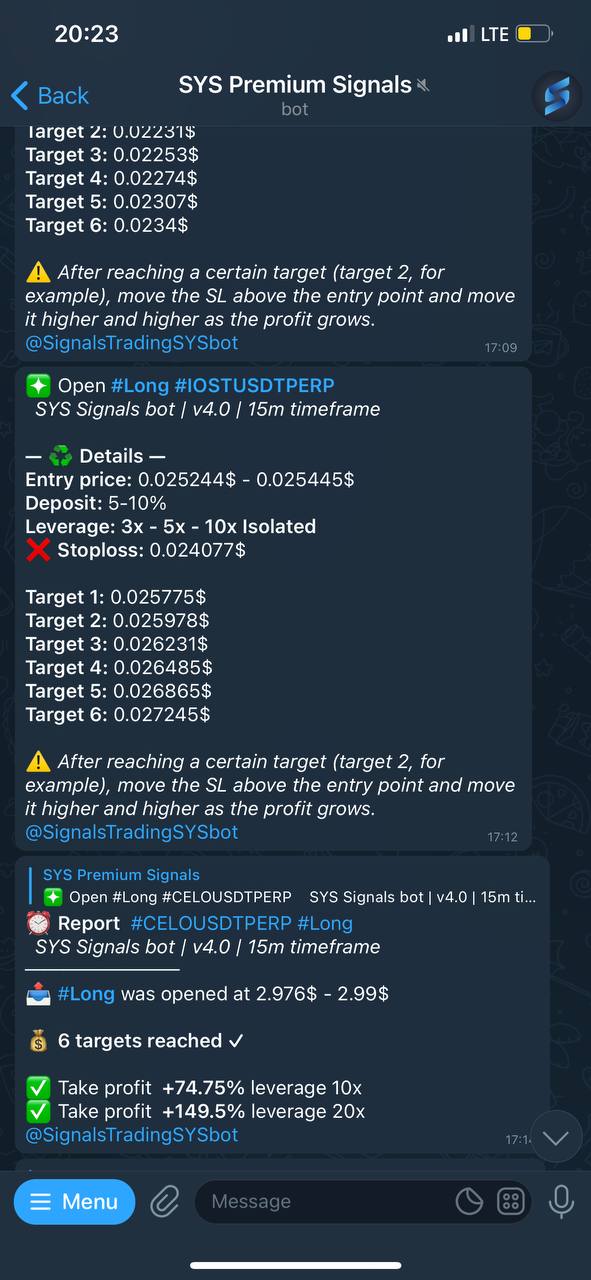 20:23
LTE
Back
SYS Premium Signals
bot
Target 2: 0.02231$
Target 3: 0.02253$
Target 4: 0.02274$
Target 5: 0.02307$
Target 6: 0.0234$
⚠️ After reaching a certain target (target 2, for
example), move the SL above the entry point and move
it higher and higher as the profit grows.
@SignalsTradingSYSbot
17:09
Open #Long #IOSTUSDTPERP
SYS Signals bot | v4.0 | 15m timeframe
— ♻️ Details —
Entry price: 0.025244$ - 0.025445$
Deposit: 5-10%
Leverage: 3x - 5x - 10x Isolated
❌ Stoploss: 0.024077$
Target 1: 0.025775$
Target 2: 0.025978$
Target 3: 0.026231$
Target 4: 0.026485$
Target 5: 0.026865$
Target 6: 0.027245$
⚠️ After reaching a certain target (target 2, for
example), move the SL above the entry point and move
it higher and higher as the profit grows.
@SignalsTradingSYSbot
17:12
SYS Premium Signals
Open #Long #CELOUSDTPERP SYS Signals bot | v4.0 | 15m ti...
⏰ Report #CELOUSDTPERP #Long
SYS Signals bot | v4.0 | 15m timeframe
📤 #Long was opened at 2.976$ - 2.99$
💰 6 targets reached ✓
✅ Take profit +74.75% leverage 10x
✅ Take profit +149.5% leverage 20x
@SignalsTradingSYSbot
17:14
Menu
Message